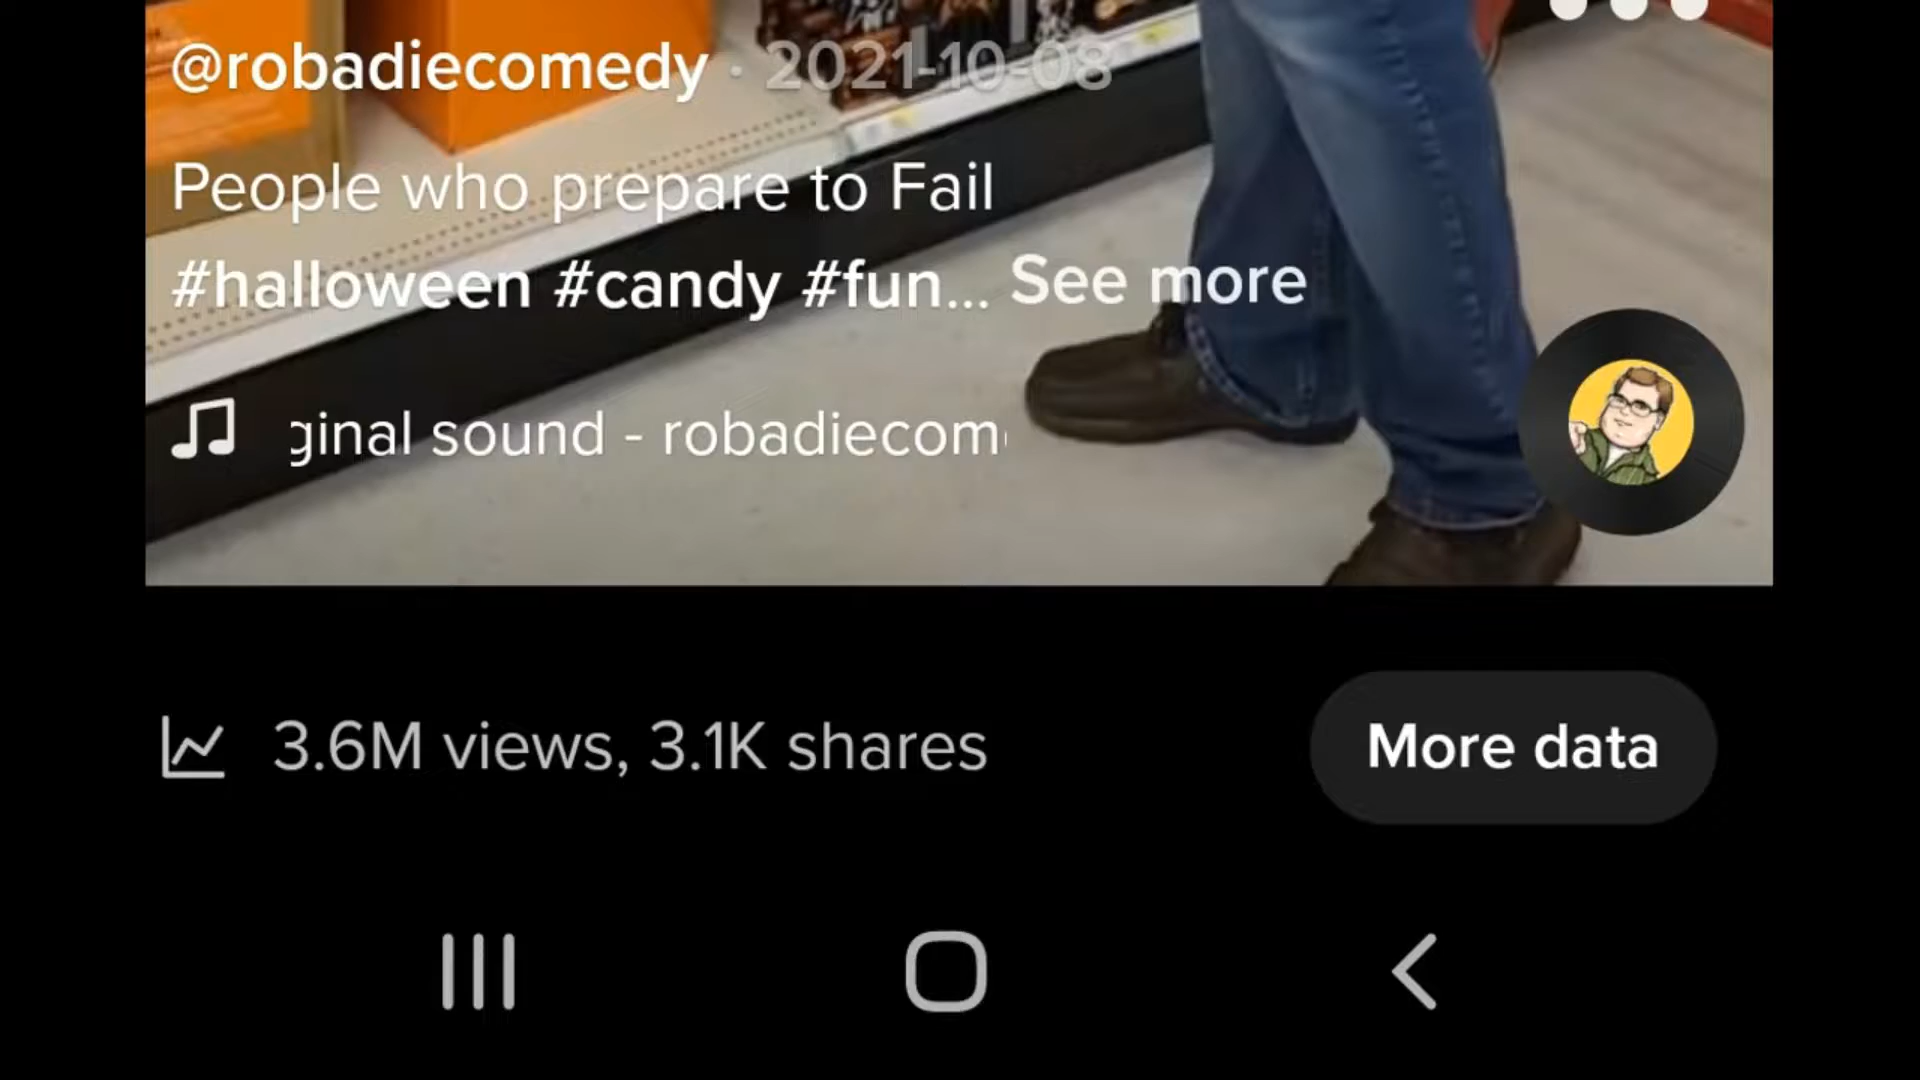 @robadiecomedy · 2021-10-08
People who prepare to Fail
#halloween #candy #fun... See more
ginal sound - robadiecom
3.6M views, 3.1K shares
More data